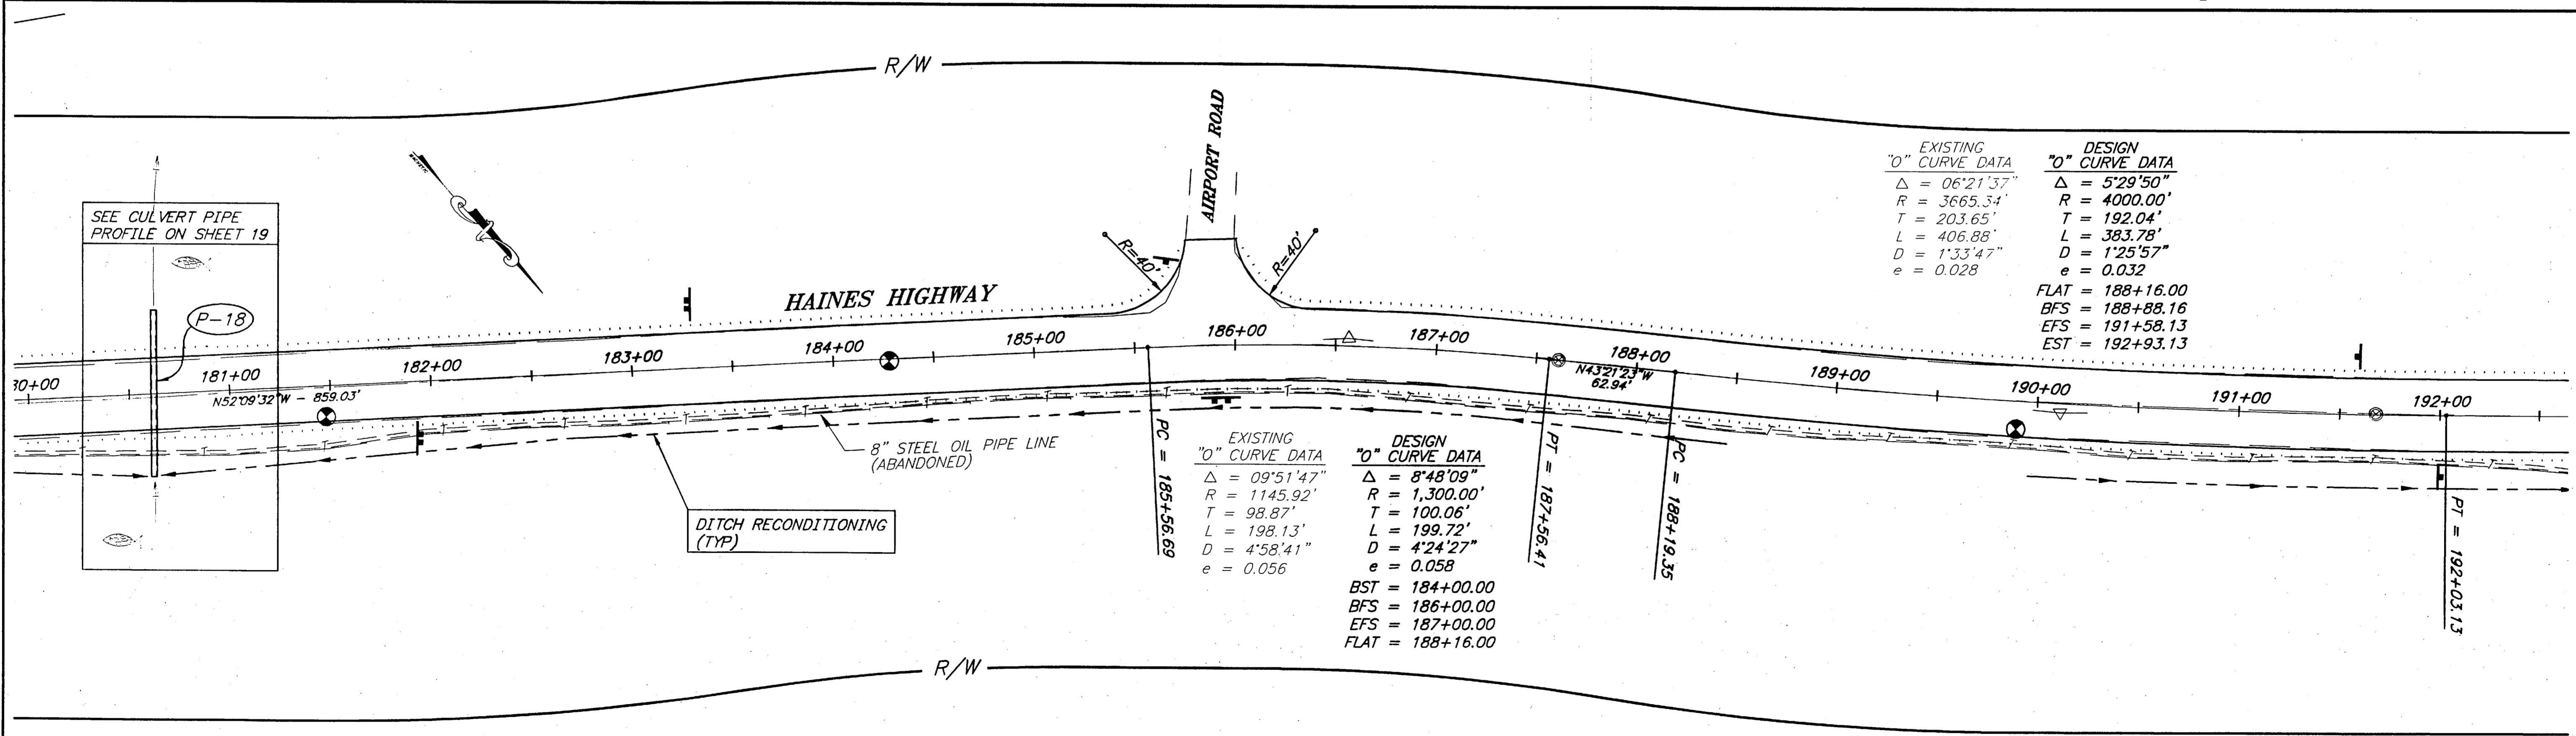 R/W
AIRPORT ROAD
SEE CULVERT PIPE
PROFILE ON SHEET 19
P-18
HAINES HIGHWAY
R=40'
R=40'
EXISTING
"O" CURVE DATA
Δ = 06°21'37"
R = 3665.34'
T = 203.65'
L = 406.88'
D = 1°33'47"
e = 0.028
DESIGN
"O" CURVE DATA
Δ = 5°29'50"
R = 4000.00'
T = 192.04'
L = 383.78'
D = 1°25'57"
e = 0.032
FLAT = 188+16.00
BFS = 188+88.16
EFS = 191+58.13
EST = 192+93.13
30+00
181+00
182+00
183+00
184+00
185+00
186+00
187+00
188+00
189+00
190+00
191+00
192+00
N52°09'32"W - 859.03'
N43°21'23"W
62.94'
8" STEEL OIL PIPE LINE
(ABANDONED)
DITCH RECONDITIONING
(TYP)
PC = 185+56.69
EXISTING
"O" CURVE DATA
Δ = 09°51'47"
R = 1145.92'
T = 98.87'
L = 198.13'
D = 4°58'41"
e = 0.056
DESIGN
"O" CURVE DATA
Δ = 8°48'09"
R = 1,300.00'
T = 100.06'
L = 199.72'
D = 4°24'27"
e = 0.058
BST = 184+00.00
BFS = 186+00.00
EFS = 187+00.00
FLAT = 188+16.00
PT = 187+56.41
PC = 188+19.35
PT = 192+03.13
R/W